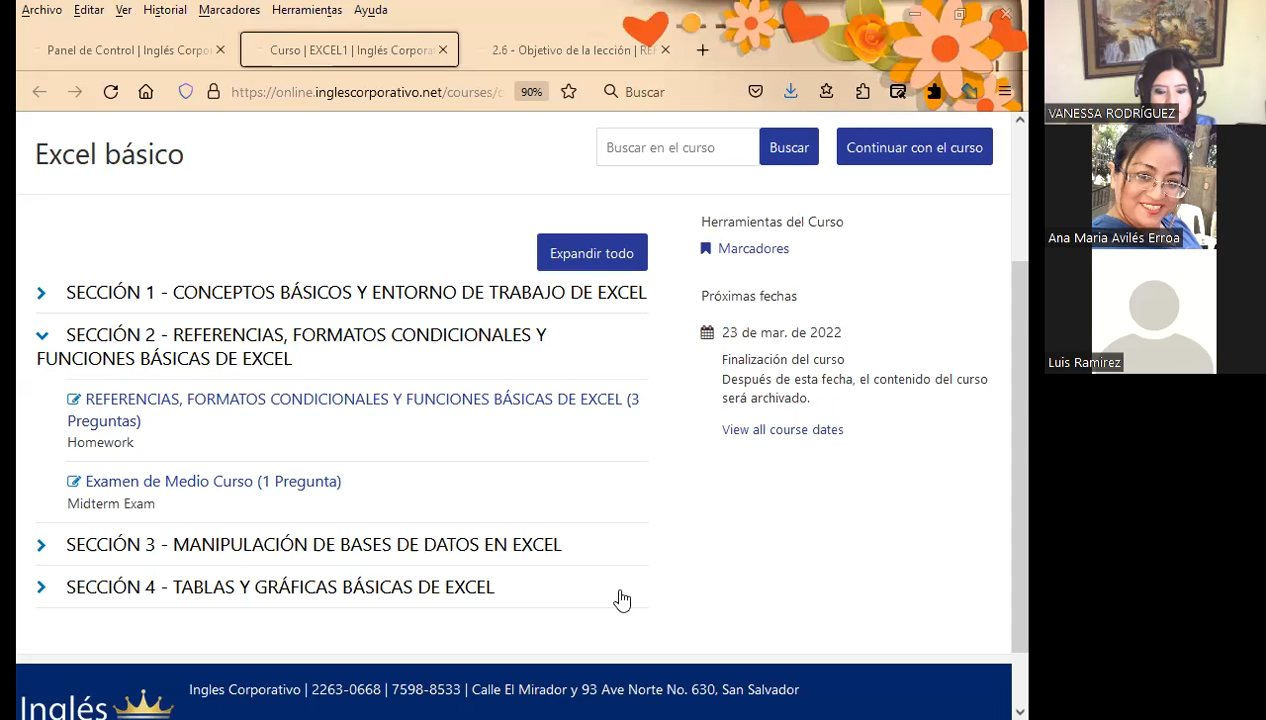 Archivo Editar Ver Historial Marcadores Herramientas Ayuda
Panel de Control | Inglés Corpo
Curso | EXCEL1 | Inglés Corpora
2.6 - Objetivo de la lección | RE
https://online.inglescorporativo.net/courses/c
90%
Buscar
Excel básico
Buscar en el curso
Buscar
Continuar con el curso
Expandir todo
SECCIÓN 1 - CONCEPTOS BÁSICOS Y ENTORNO DE TRABAJO DE EXCEL
SECCIÓN 2 - REFERENCIAS, FORMATOS CONDICIONALES Y
FUNCIONES BÁSICAS DE EXCEL
REFERENCIAS, FORMATOS CONDICIONALES Y FUNCIONES BÁSICAS DE EXCEL (3
Preguntas)
Homework
Examen de Medio Curso (1 Pregunta)
Midterm Exam
SECCIÓN 3 - MANIPULACIÓN DE BASES DE DATOS EN EXCEL
SECCIÓN 4 - TABLAS Y GRÁFICAS BÁSICAS DE EXCEL
Herramientas del Curso
Marcadores
Próximas fechas
23 de mar. de 2022
Finalización del curso
Después de esta fecha, el contenido del curso
será archivado.
View all course dates
Inglés
Ingles Corporativo | 2263-0668 | 7598-8533 | Calle El Mirador y 93 Ave Norte No. 630, San Salvador
VANESSA RODRÍGUEZ
Ana Maria Avilés Erroa
Luis Ramirez